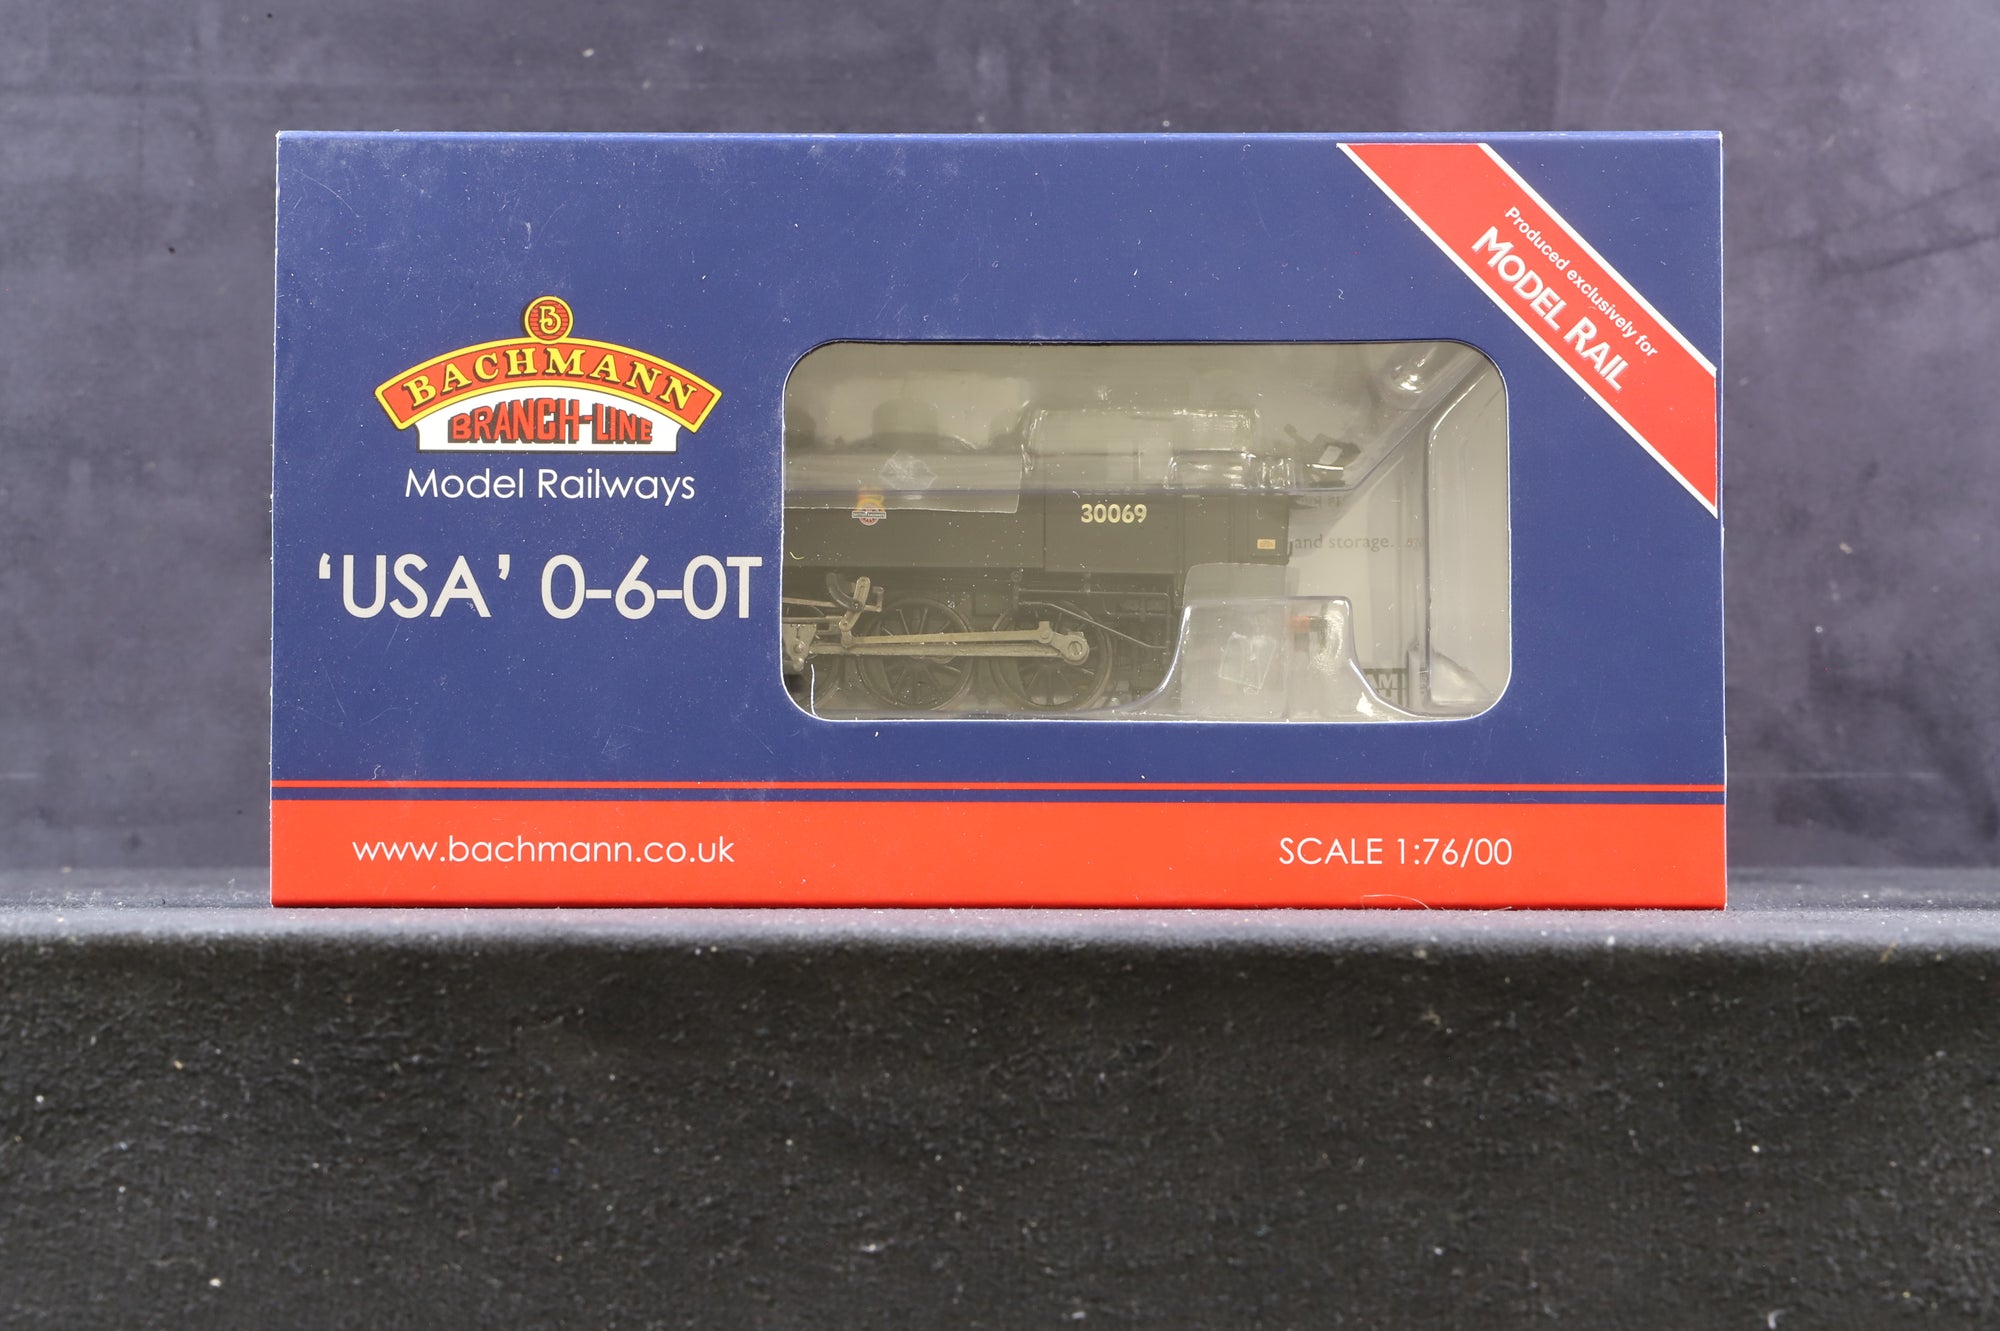 Produced exclusively for
MODEL RAIL
B
BACHMANN
BRANCH-LINE
Model Railways
'USA' 0-6-0T
30069
and storage.
www.bachmann.co.uk
SCALE 1:76/00